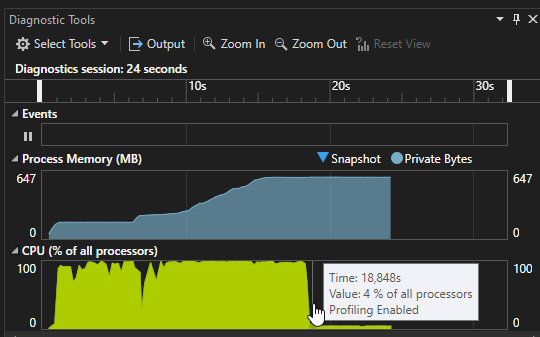 Diagnostic Tools
Select Tools Output Zoom In Zoom Out Reset View
Diagnostics session: 24 seconds
10s 20s 30s
Events
Process Memory (MB) Snapshot Private Bytes
647 647
0 0
CPU (% of all processors)
100 100
Time: 18,848s
Value: 4 % of all processors
Profiling Enabled
0 0